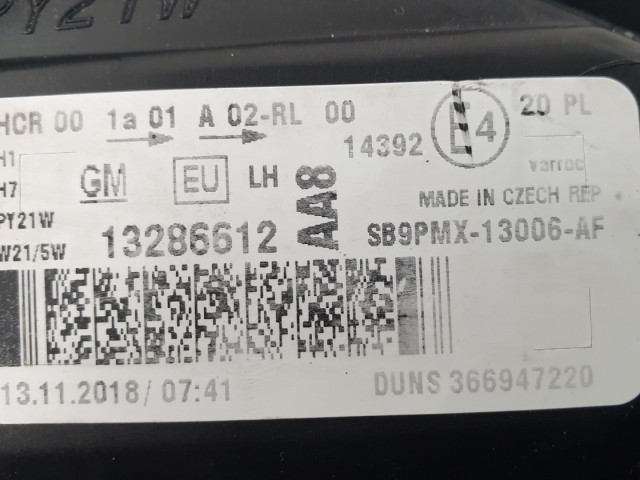 PY21W
HCR 00 1a 01 A 02-RL 00 E4 20 PL
14392
H1
H7 GM EU LH AA8 varroc
MADE IN CZECH REP
PY21W
W21/5W 13286612 SB9PMX-13006-AF
13.11.2018/ 07:41 DUNS 366947220